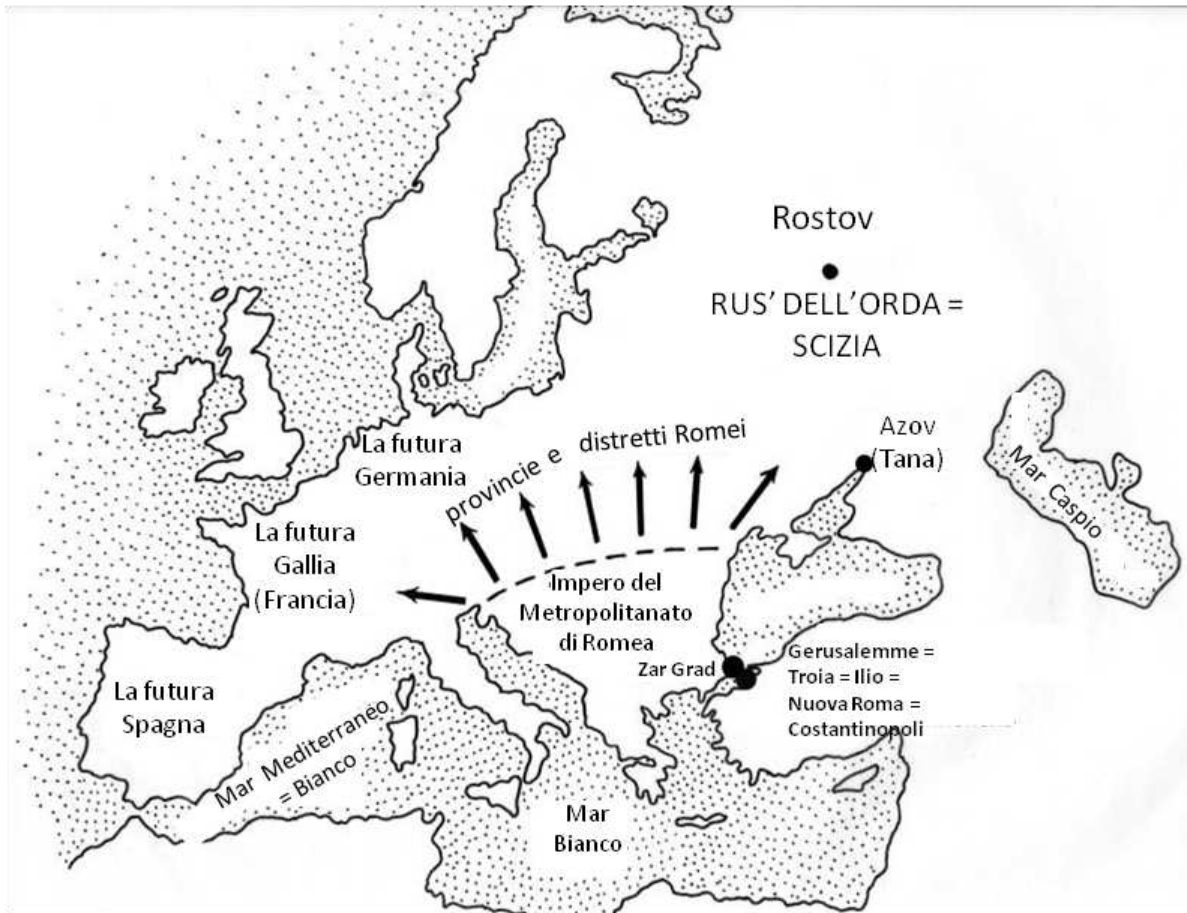 Rostov
RUS' DELL'ORDA =
SCIZIA
Azov
(Tana)
Mar Caspio
provincie e distretti Romei
La futura
Germania
La futura
Gallia
(Francia)
Impero del
Metropolitanato
di Romea
La futura
Spagna
Mar Mediterraneo
= Bianco
Zar Grad
Gerusalemme =
Troia = Ilio =
Nuova Roma =
Costantinopoli
Mar
Bianco